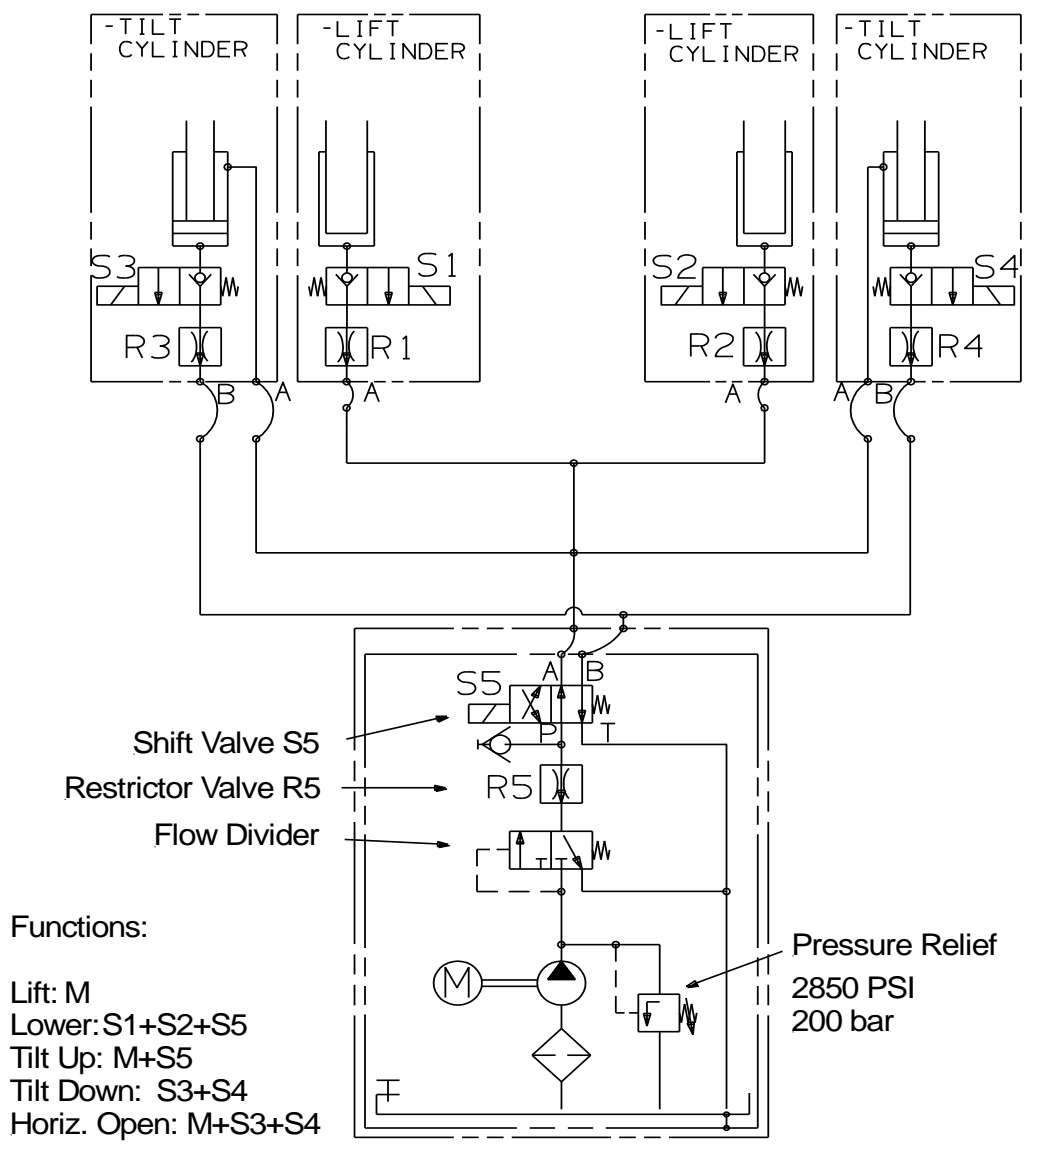 -TILT
CYLINDER
-LIFT
CYLINDER
-LIFT
CYLINDER
-TILT
CYLINDER
S3
S1
S2
S4
R3
R1
R2
R4
B
A
A
A
A
B
A
B
S5
P
T
Shift Valve S5
Restrictor Valve R5
R5
Flow Divider
Functions:
Lift: M
Lower: S1+S2+S5
Tilt Up: M+S5
Tilt Down: S3+S4
Horiz. Open: M+S3+S4
M
Pressure Relief
2850 PSI
200 bar